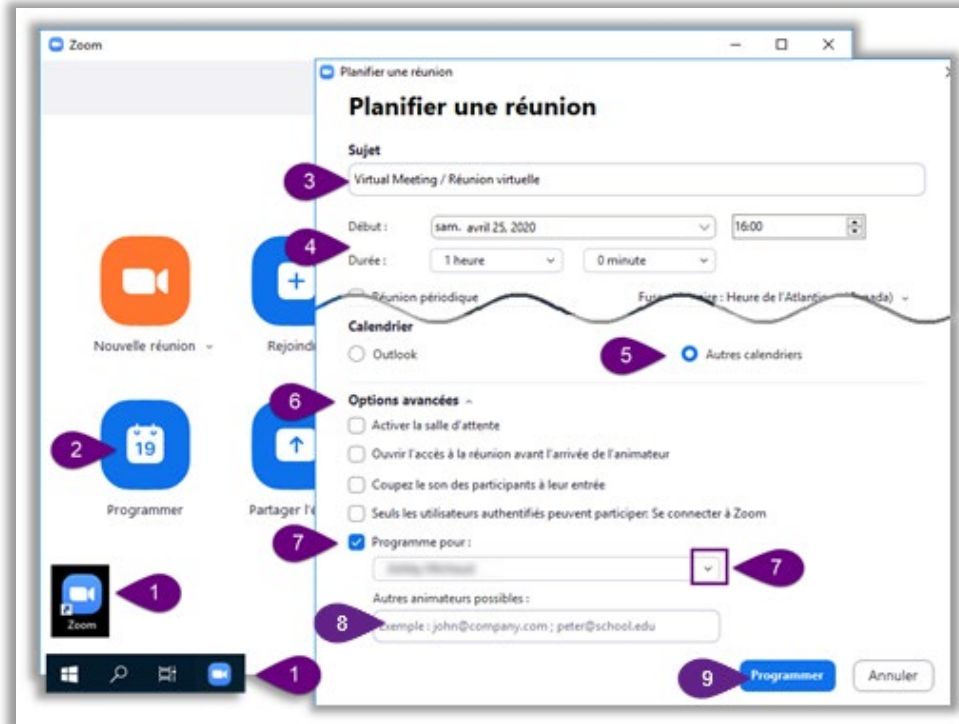 Zoom
Planifier une réunion
Planifier une réunion
Sujet
3
Virtual Meeting / Réunion virtuelle
4
Début :
sam. avril 25, 2020
16:00
Durée :
1 heure
0 minute
Réunion périodique
Heure de l'Atlantique
Calendrier
Outlook
5
Autres calendriers
6
Options avancées
Activer la salle d'attente
Ouvrir l'accès à la réunion avant l'arrivée de l'animateur
Coupez le son des participants à leur entrée
Seuls les utilisateurs authentifiés peuvent participer: Se connecter à Zoom
7
Programme pour :
7
Autres animateurs possibles :
8
Exemple : john@company.com ; peter@school.edu
9
Programmer
Annuler
Nouvelle réunion
Rejoind
2
19
Programmer
Partager l'é
1
Zoom
1